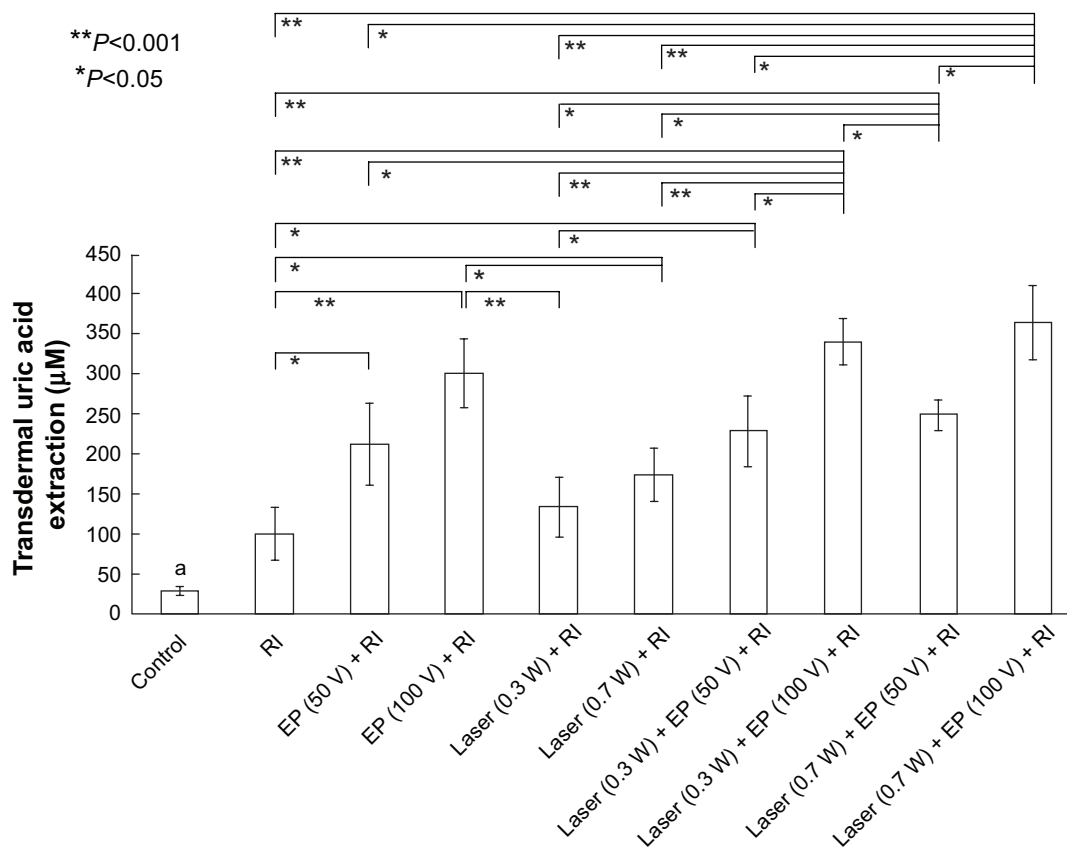 **P<0.001
*P<0.05
**
*
**
**
*
*
**
*
*
*
**
*
**
**
*
*
*
*
*
**
**
*
Transdermal uric acid
extraction (μM)
450
400
350
300
250
200
150
100
50
0
a
Control
RI
EP (50 V) + RI
EP (100 V) + RI
Laser (0.3 W) + RI
Laser (0.7 W) + RI
Laser (0.3 W) + EP (50 V) + RI
Laser (0.3 W) + EP (100 V) + RI
Laser (0.7 W) + EP (50 V) + RI
Laser (0.7 W) + EP (100 V) + RI